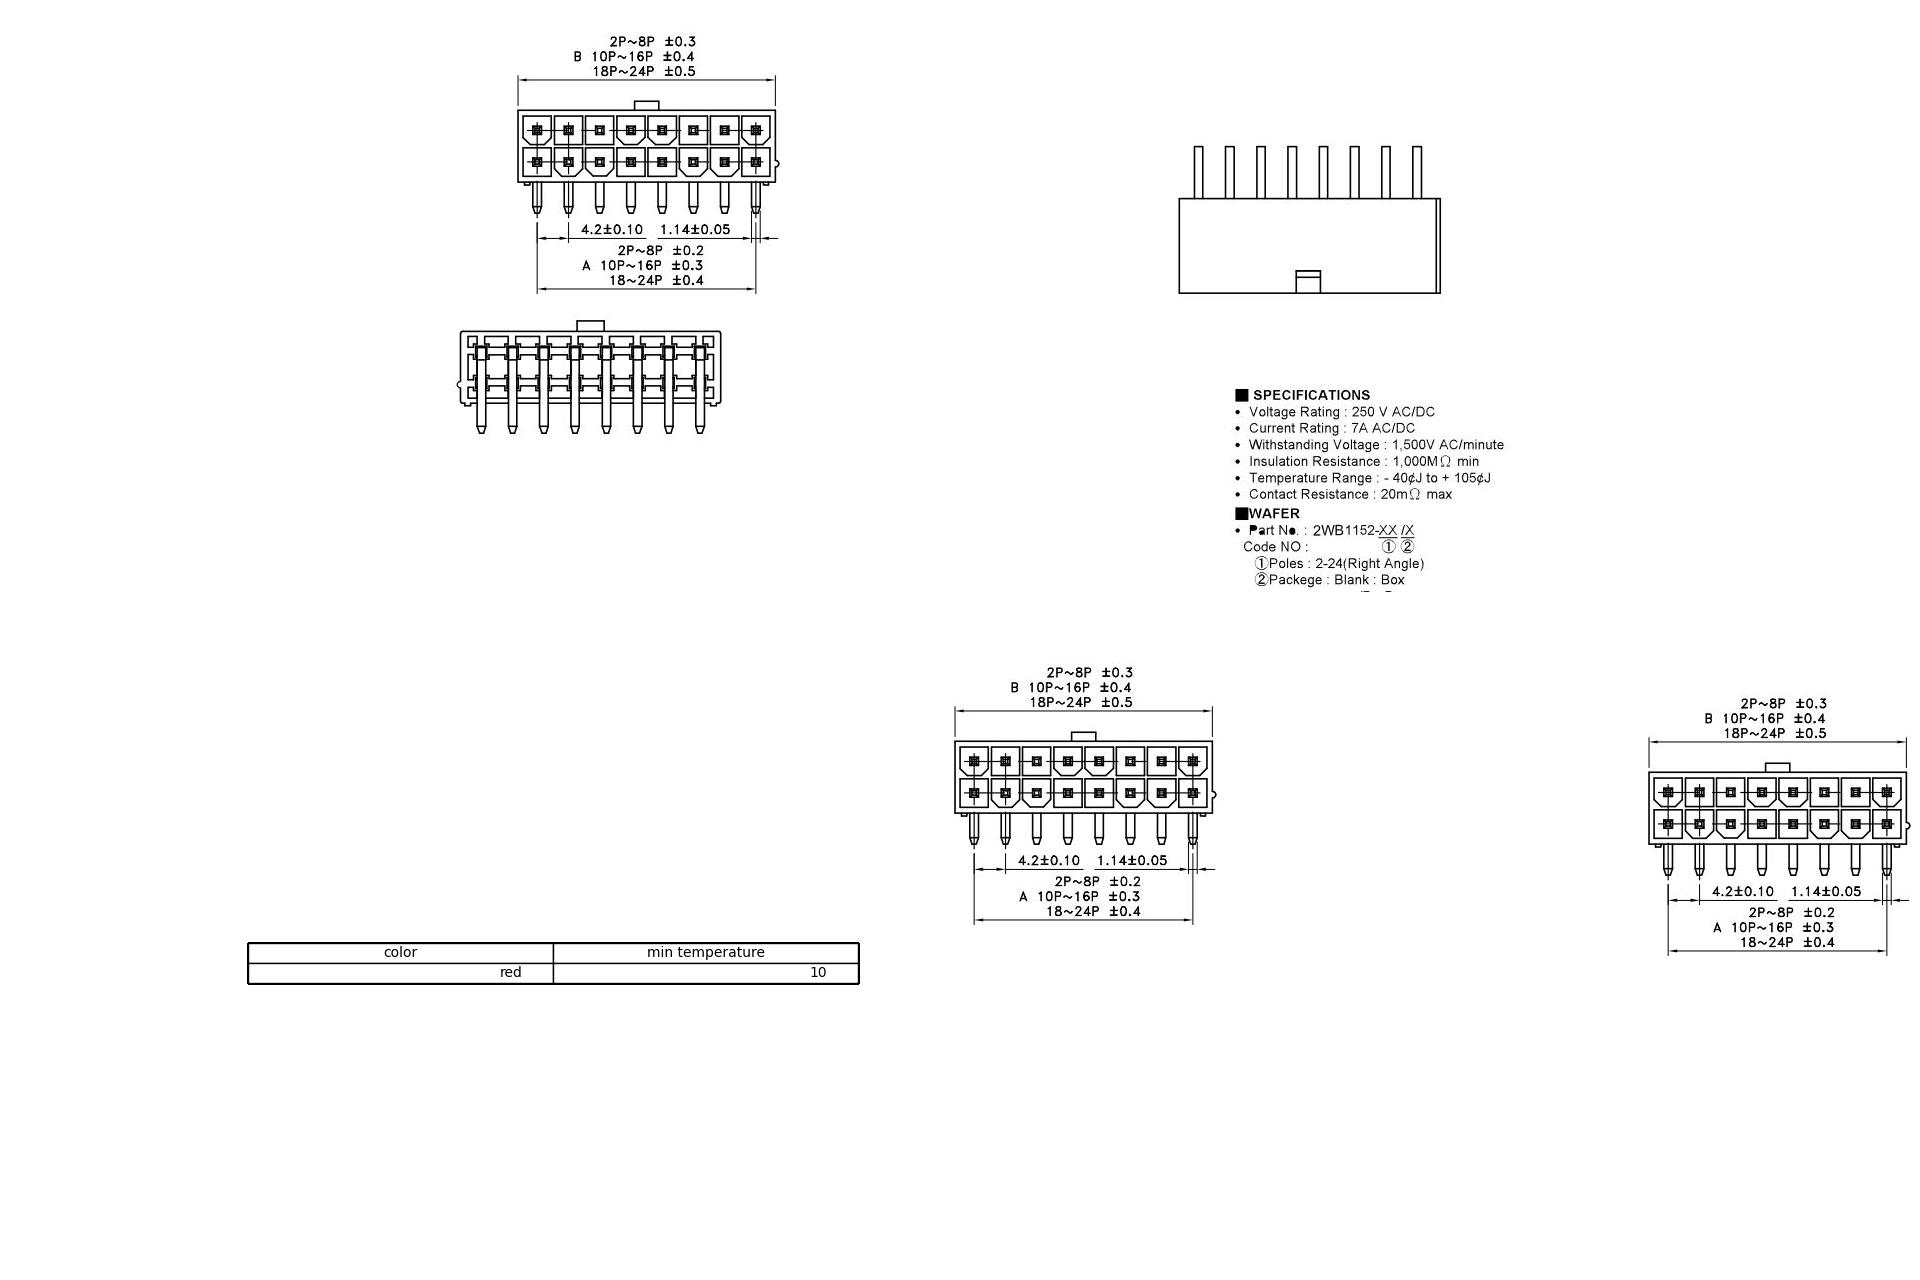 2P~8P ±0.3
B 10P~16P ±0.4
18P~24P ±0.5
4.2±0.10 1.14±0.05
2P~8P ±0.2
A 10P~16P ±0.3
18~24P ±0.4
■ SPECIFICATIONS
• Voltage Rating : 250 V AC/DC
• Current Rating : 7A AC/DC
• Withstanding Voltage : 1,500V AC/minute
• Insulation Resistance : 1,000MΩ min
• Temperature Range : - 40¢J to + 105¢J
• Contact Resistance : 20mΩ max
■WAFER
• Part No. : 2WB1152-XX /X
Code NO : ① ②
①Poles : 2-24(Right Angle)
②Packege : Blank : Box
2P~8P ±0.3
B 10P~16P ±0.4
18P~24P ±0.5
4.2±0.10 1.14±0.05
2P~8P ±0.2
A 10P~16P ±0.3
18~24P ±0.4
2P~8P ±0.3
B 10P~16P ±0.4
18P~24P ±0.5
4.2±0.10 1.14±0.05
2P~8P ±0.2
A 10P~16P ±0.3
18~24P ±0.4
color min temperature
red 10